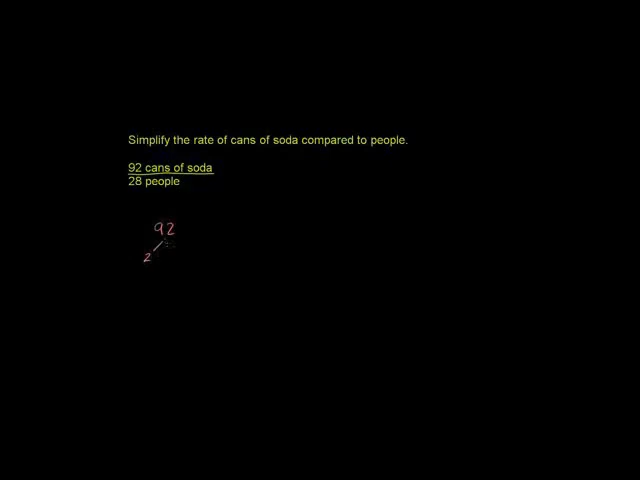 Simplify the rate of cans of soda compared to people.
92 cans of soda
28 people
92
2